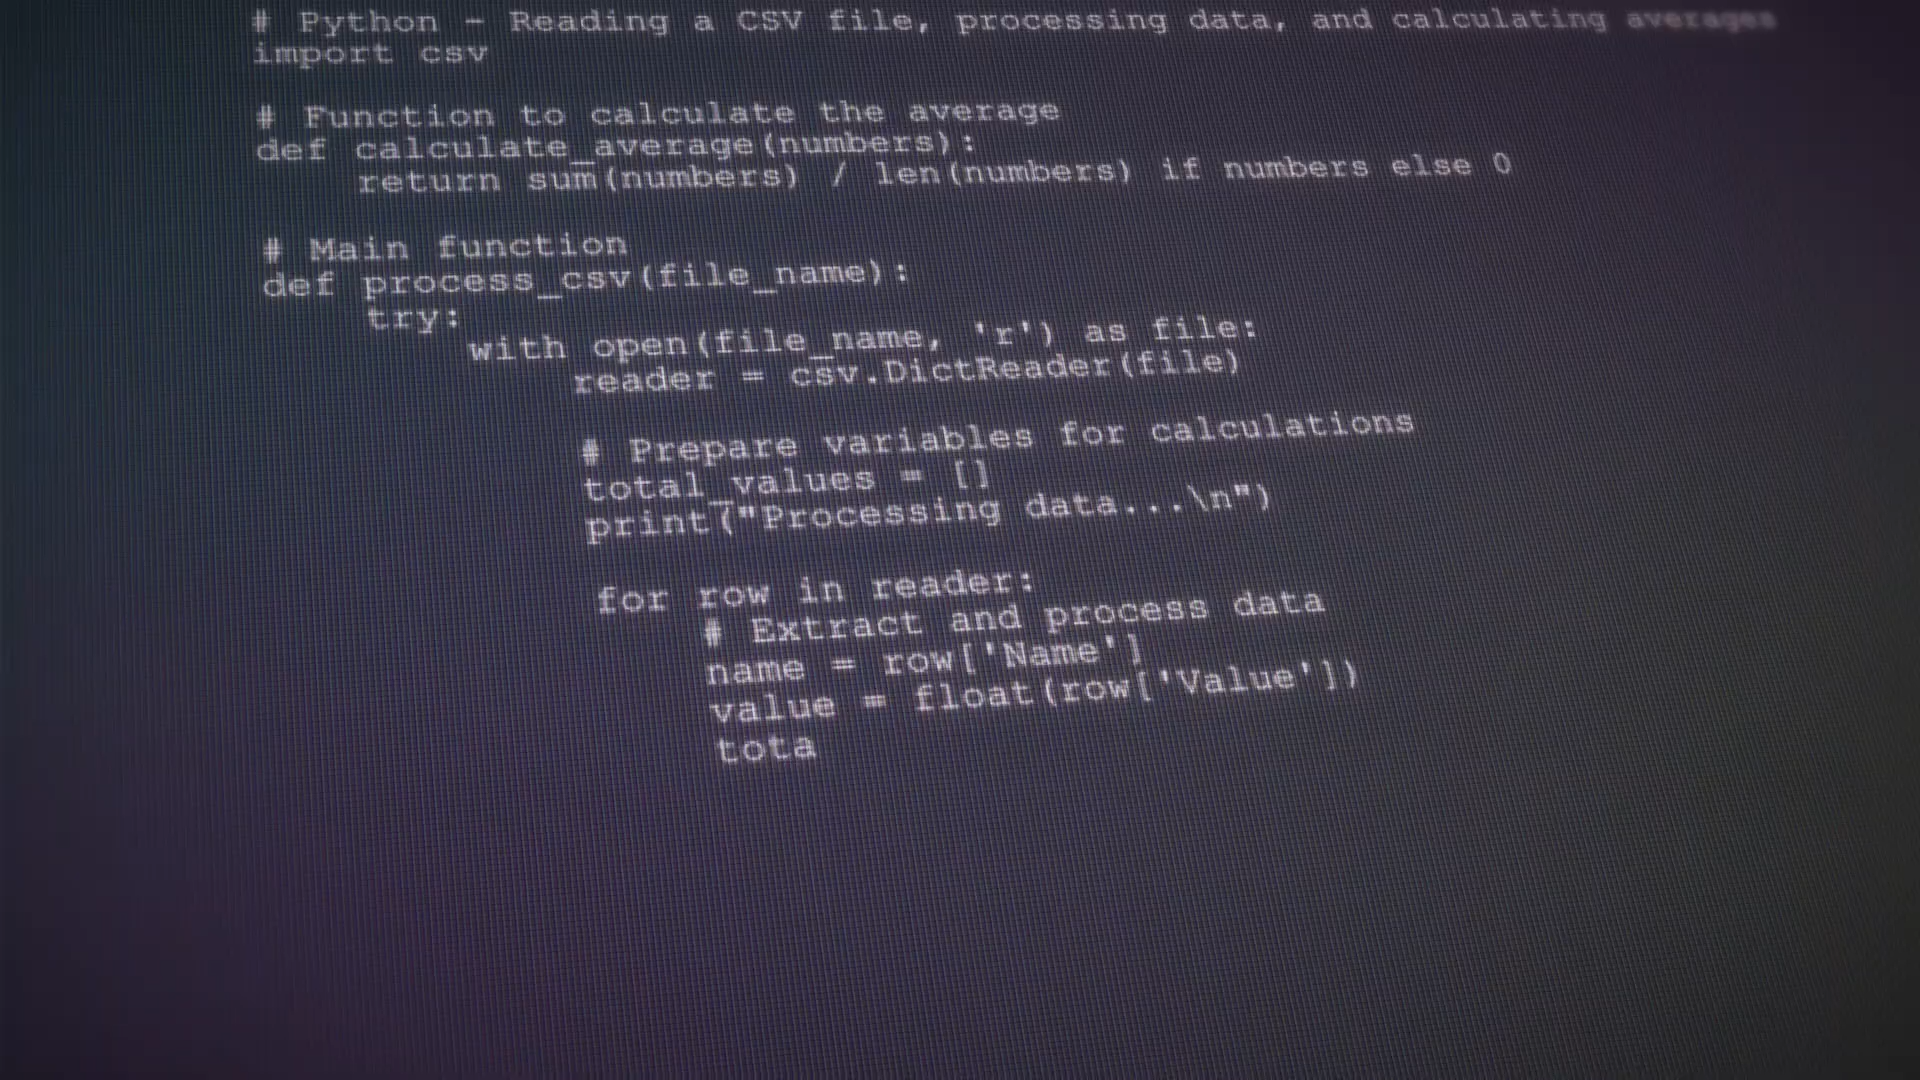 # Python - Reading a CSV file, processing data, and calculating averages
import csv
# Function to calculate the average
def calculate_average(numbers):
    return sum(numbers) / len(numbers) if numbers else 0
# Main function
def process_csv(file_name):
    try:
        with open(file_name, 'r') as file:
            reader = csv.DictReader(file)
            # Prepare variables for calculations
            total_values = []
            print("Processing data...\n")
            for row in reader:
                # Extract and process data
                name = row['Name']
                value = float(row['Value'])
                tota